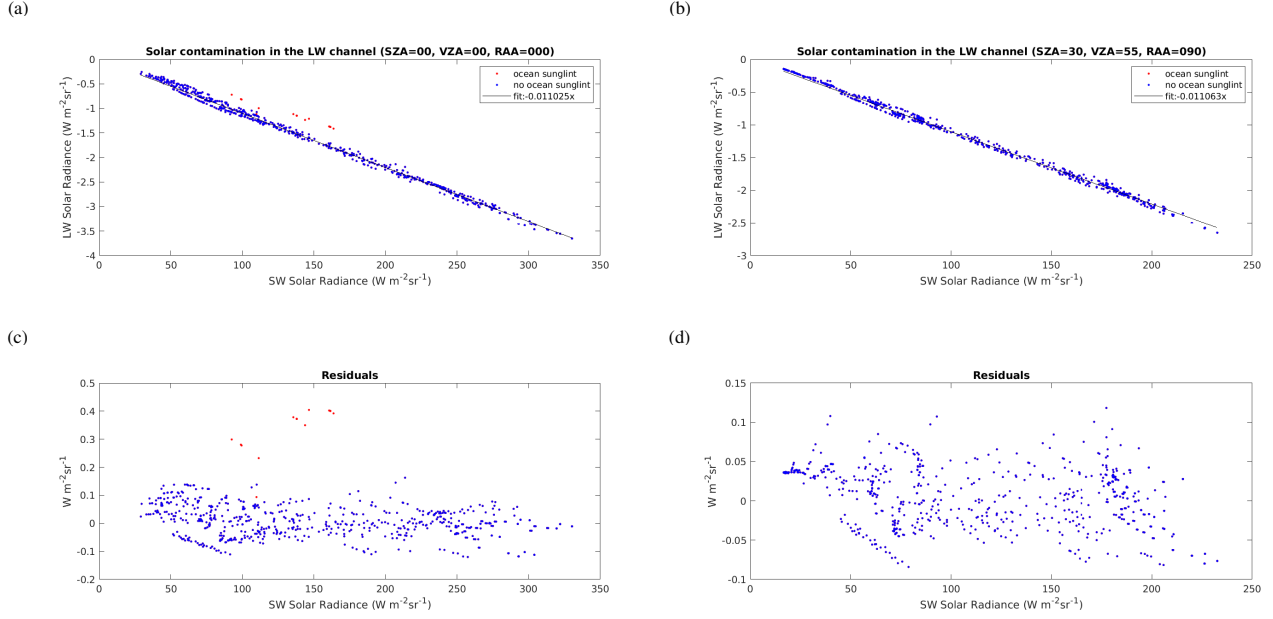 (a)
Solar contamination in the LW channel (SZA=00, VZA=00, RAA=000)
LW Solar Radiance (W m-2sr-1)
0
-0.5
-1
-1.5
-2
-2.5
-3
-3.5
-4
ocean sunglint
no ocean sunglint
fit:-0.011025x
0 50 100 150 200 250 300 350
SW Solar Radiance (W m-2sr-1)
(b)
Solar contamination in the LW channel (SZA=30, VZA=55, RAA=090)
LW Solar Radiance (W m-2sr-1)
0
-0.5
-1
-1.5
-2
-2.5
-3
ocean sunglint
no ocean sunglint
fit:-0.011063x
0 50 100 150 200 250
SW Solar Radiance (W m-2sr-1)
(c)
Residuals
W m-2sr-1
0.5
0.4
0.3
0.2
0.1
0
-0.1
-0.2
0 50 100 150 200 250 300 350
SW Solar Radiance (W m-2sr-1)
(d)
Residuals
W m-2sr-1
0.15
0.1
0.05
0
-0.05
-0.1
0 50 100 150 200 250
SW Solar Radiance (W m-2sr-1)